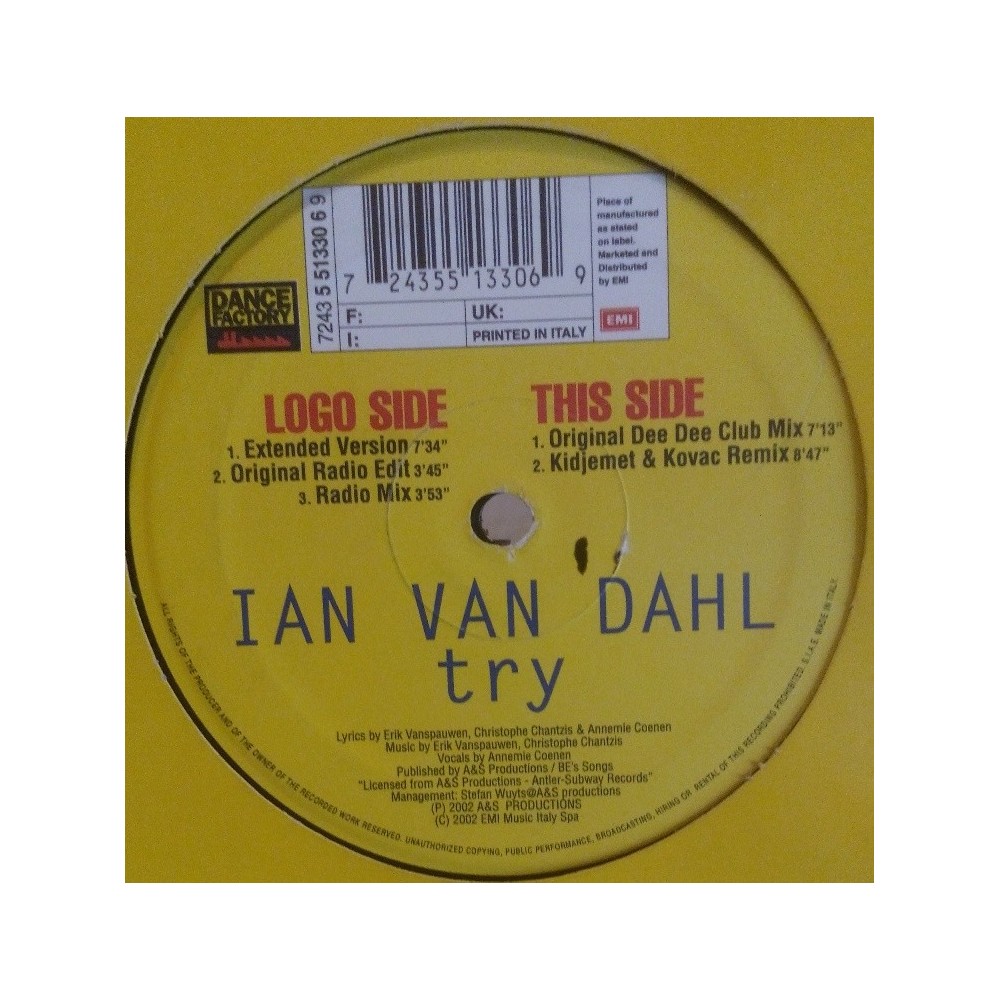 7243 5 51330 6 9
7 24355 13306 9
F:
UK:
I:
PRINTED IN ITALY
Place of
manufactured
as stated
on label.
Marketed and
Distributed
by EMI
EMI
DANCE
FACTORY
LOGO SIDE
1. Extended Version 7'34"
2. Original Radio Edit 3'45"
3. Radio Mix 3'53"
THIS SIDE
1. Original Dee Dee Club Mix 7'13"
2. Kidjemet & Kovac Remix 8'47"
IAN VAN DAHL
try
Lyrics by Erik Vanspauwen, Christophe Chantzis & Annemie Coenen
Music by Erik Vanspauwen, Christophe Chantzis
Vocals by Annemie Coenen
Published by A&S Productions / BE's Songs
"Licensed from A&S Productions - Antler-Subway Records"
Management: Stefan Wuyts@A&S productions
(P) 2002 A&S PRODUCTIONS
(C) 2002 EMI Music Italy Spa
ALL RIGHTS OF THE PRODUCER AND OF THE OWNER OF THE RECORDED WORK RESERVED. UNAUTHORIZED COPYING, PUBLIC PERFORMANCE, BROADCASTING, HIRING OR RENTAL OF THIS RECORDING PROHIBITED. S.I.A.E. MADE IN ITALY.